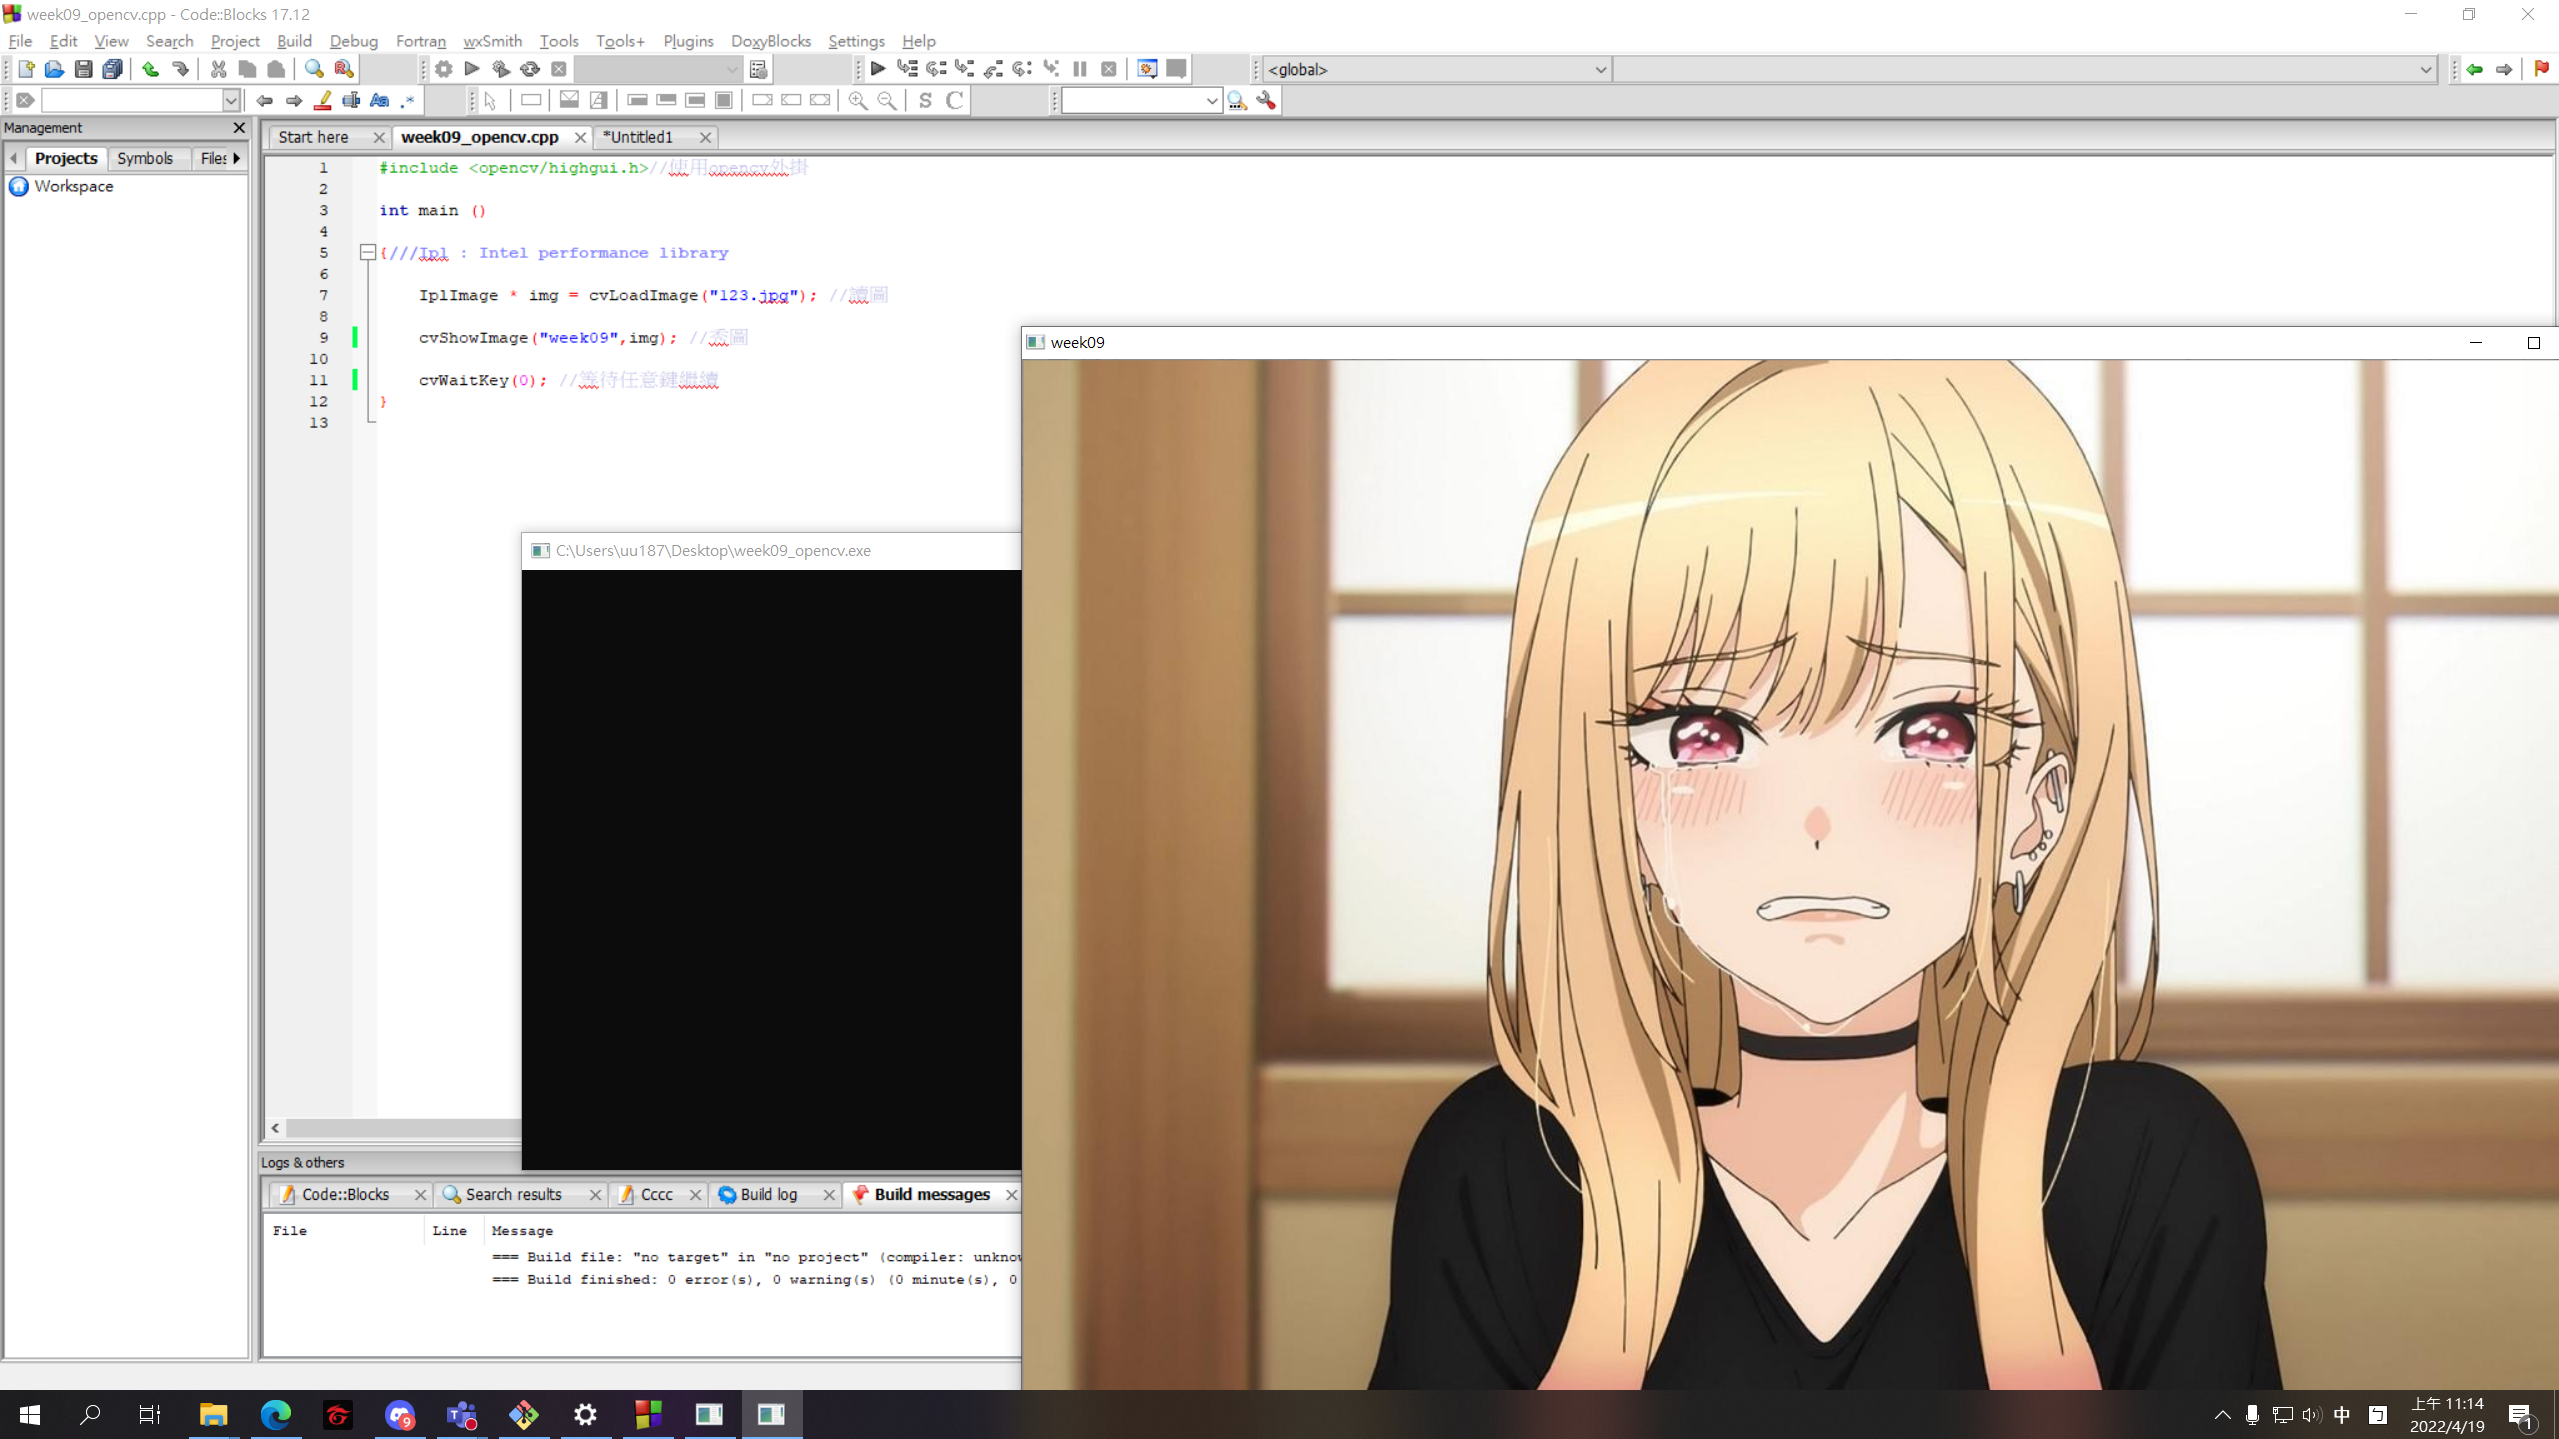 week09_opencv.cpp - Code::Blocks 17.12
File Edit View Search Project Build Debug Fortran wxSmith Tools Tools+ Plugins DoxyBlocks Settings Help
<global>
Management
Projects Symbols Files
Workspace
Start here week09_opencv.cpp *Untitled1
1 #include <opencv/highgui.h>//使用opencv外掛
2
3 int main ()
4
5 {///Ipl : Intel performance library
6
7 IplImage * img = cvLoadImage("123.jpg"); //讀圖
8
9 cvShowImage("week09",img); //秀圖
10
11 cvWaitKey(0); //等待任意鍵繼續
12 }
13
week09
C:\Users\uu187\Desktop\week09_opencv.exe
Logs & others
Code::Blocks Search results Cccc Build log Build messages
File Line Message
=== Build file: "no target" in "no project" (compiler:
=== Build finished: 0 error(s), 0 warning(s) (0 minute(s), 0
中
上午 11:14
2022/4/19
9
1